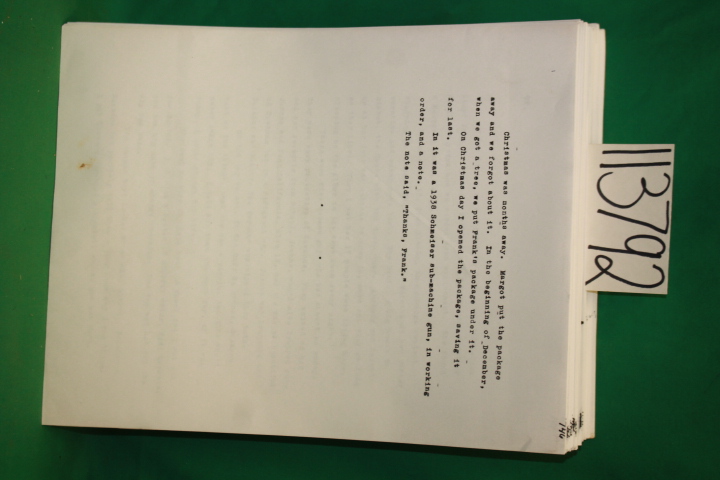 Christmas was months away. Margot put the package
away and we forgot about it. In the beginning of December,
when we got a tree, we put Frank's package under it.
On Christmas day I opened the package, saving it
for last.
In it was a 1938 Schmeiser sub-machine gun, in working
order, and a note.
The note said, "Thanks, Frank."
146
113792